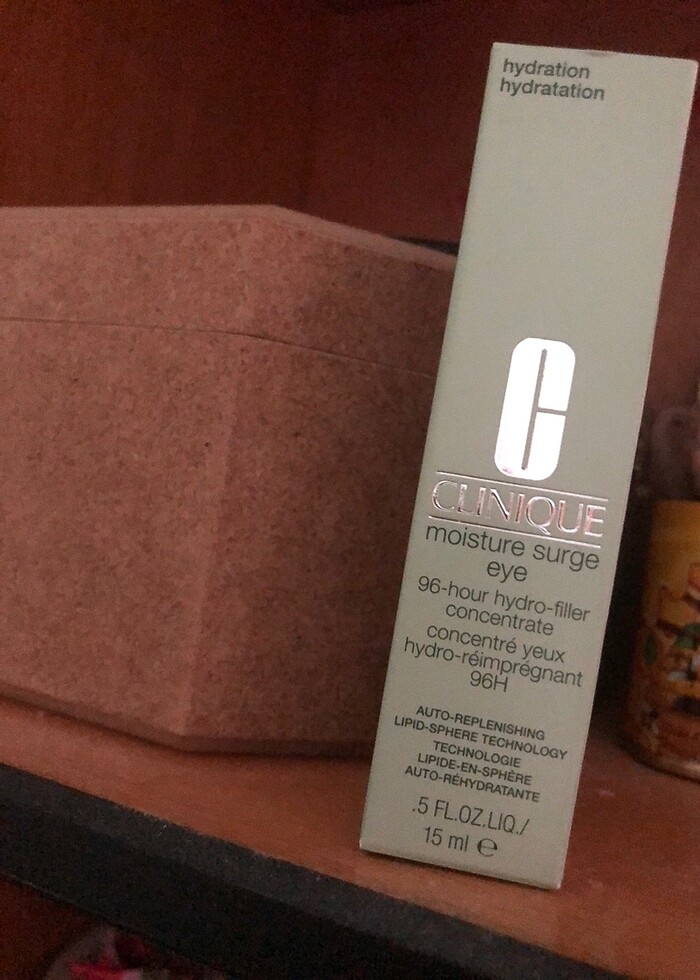 hydration
hydratation
C
CLINIQUE
moisture surge
eye
96-hour hydro-filler
concentrate
concentré yeux
hydro-réimprégnant
96H
AUTO-REPLENISHING
LIPID-SPHERE TECHNOLOGY
TECHNOLOGIE
LIPIDE-EN-SPHÈRE
AUTO-RÉHYDRATANTE
.5 FL.OZ.LIQ./
15 ml ℮